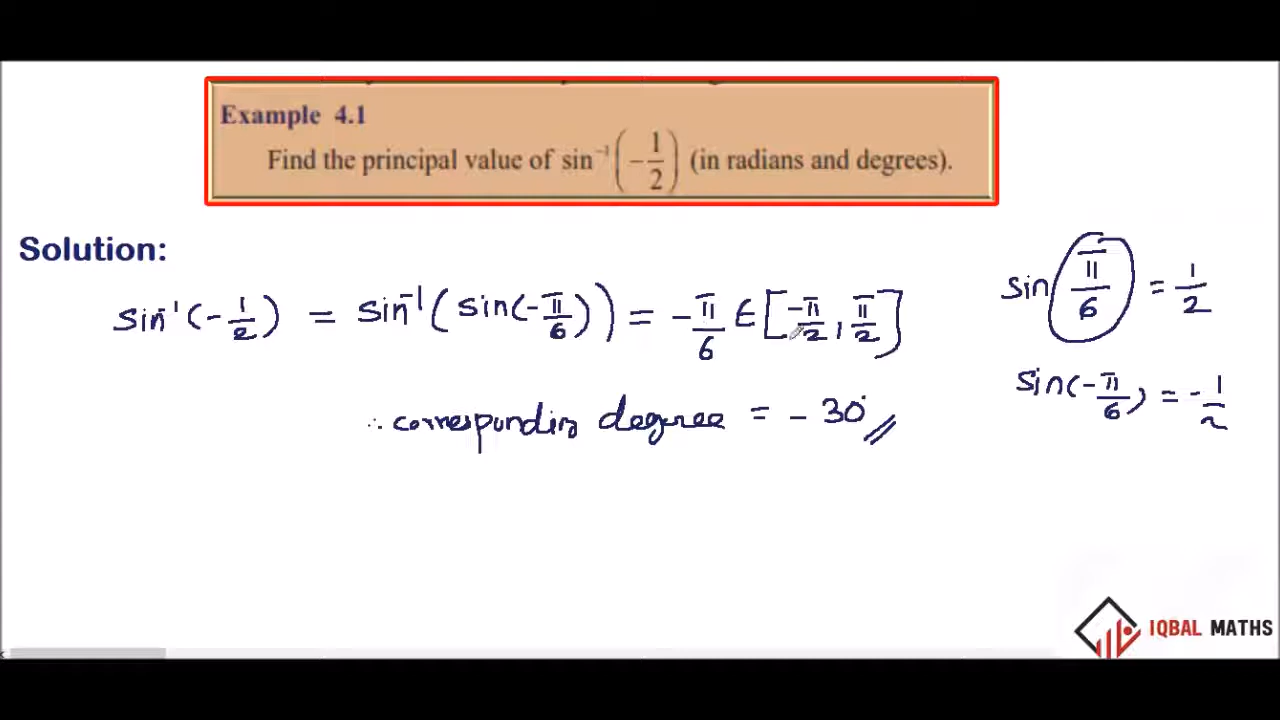 Example 4.1
Find the principal value of sin⁻¹(-1/2) (in radians and degrees).
Solution:
sin⁻¹(-1/2) = sin⁻¹(sin(-π/6)) = -π/6 ∈ [-π/2, π/2]
sin π/6 = 1/2
sin(-π/6) = -1/2
∴ corresponding degree = -30°
IQBAL MATHS